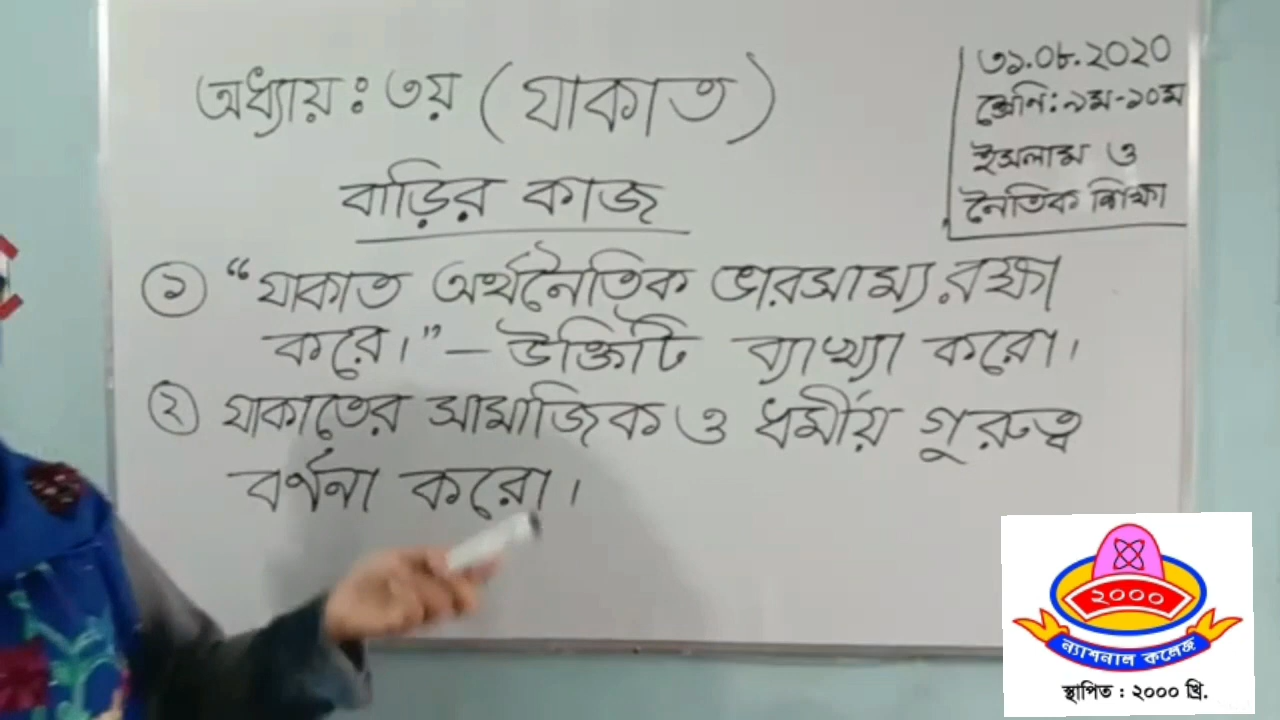 অধ্যায়ঃ ৩য় (যাকাত)
বাড়ির কাজ
৩১.০৮.২০২০
শ্রেণি: ৯ম-১০ম
ইসলাম ও
নৈতিক শিক্ষা
১ "যাকাত অর্থনৈতিক ভারসাম্য রক্ষা
করে।" – উক্তিটি ব্যাখ্যা করো।
২ যাকাতের সামাজিক ও ধর্মীয় গুরুত্ব
বর্ণনা করো।
২০০০
ন্যাশনাল কলেজ
স্থাপিত : ২০০০ খ্রি.